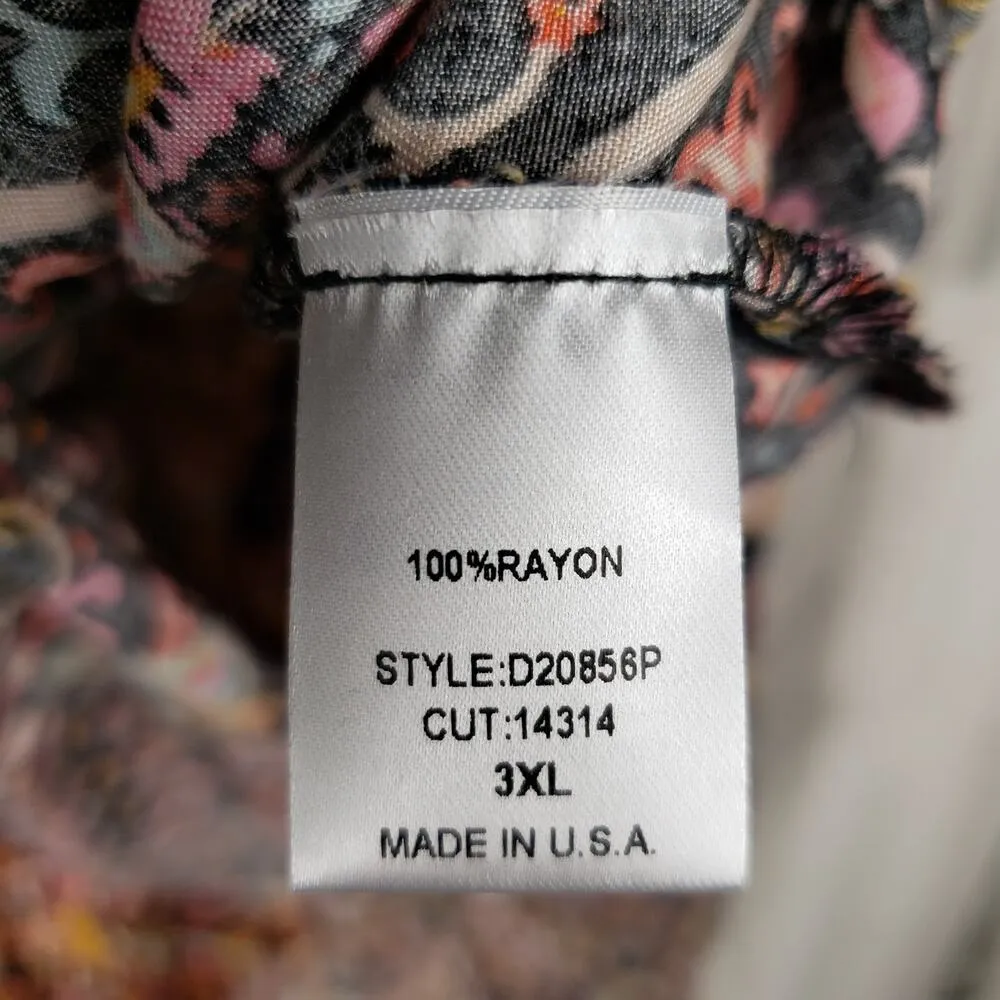 100%RAYON
STYLE:D20856P
CUT:14314
3XL
MADE IN U.S.A.